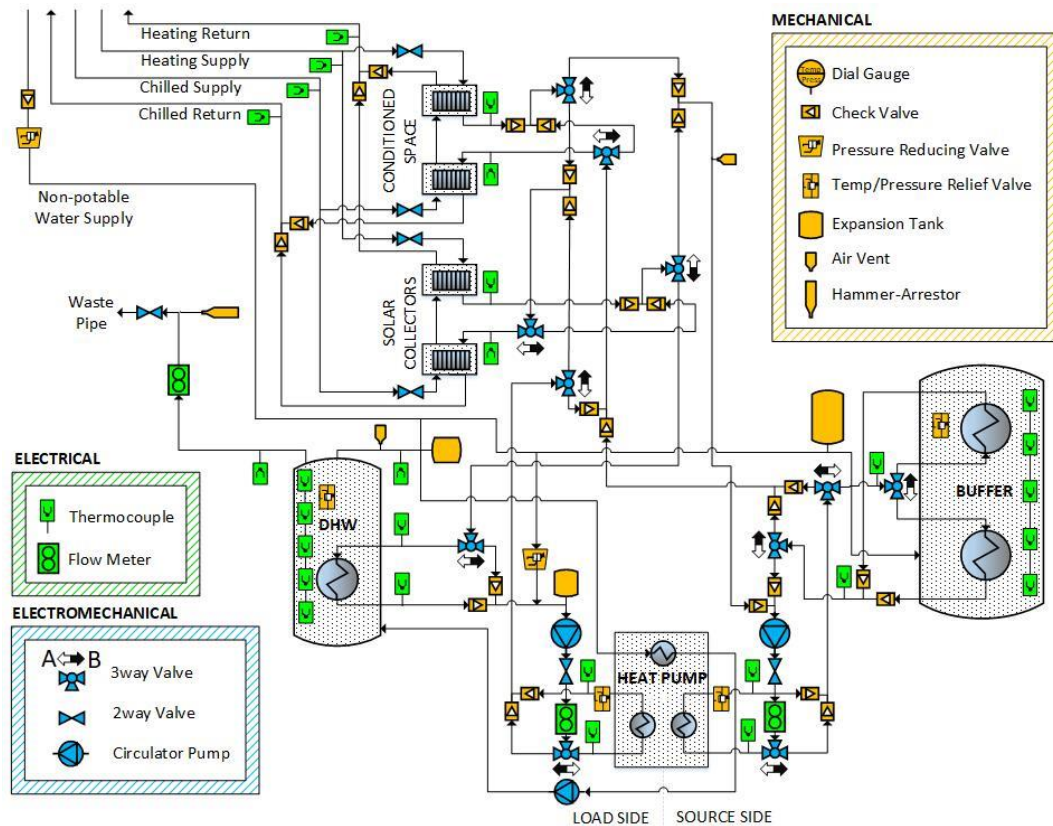 Heating Return
Heating Supply
Chilled Supply
Chilled Return
Non-potable
Water Supply
Waste
Pipe
CONDITIONED
SPACE
SOLAR
COLLECTORS
MECHANICAL
Temp
Press
Dial Gauge
Check Valve
Pressure Reducing Valve
Temp/Pressure Relief Valve
Expansion Tank
Air Vent
Hammer-Arrestor
ELECTRICAL
Thermocouple
Flow Meter
ELECTROMECHANICAL
A B
3way Valve
2way Valve
Circulator Pump
DHW
BUFFER
HEAT PUMP
LOAD SIDE
SOURCE SIDE